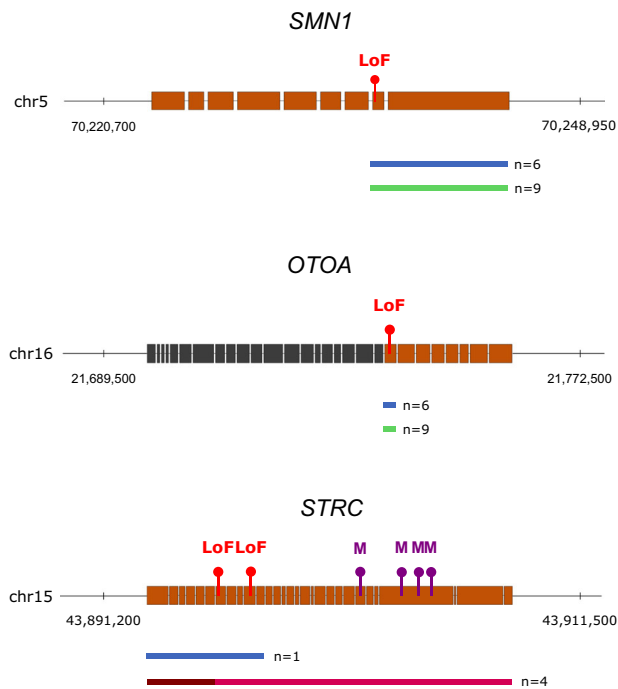 SMN1
LoF
chr5
70,220,700
70,248,950
n=6
n=9
OTOA
LoF
chr16
21,689,500
21,772,500
n=6
n=9
STRC
LoF LoF M M M M
chr15
43,891,200
43,911,500
n=1
n=4